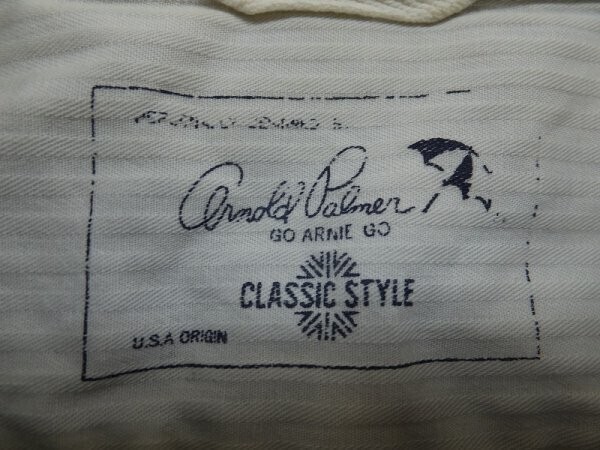 Arnold Palmer
GO ARNIE GO
CLASSIC STYLE
U.S.A ORIGIN